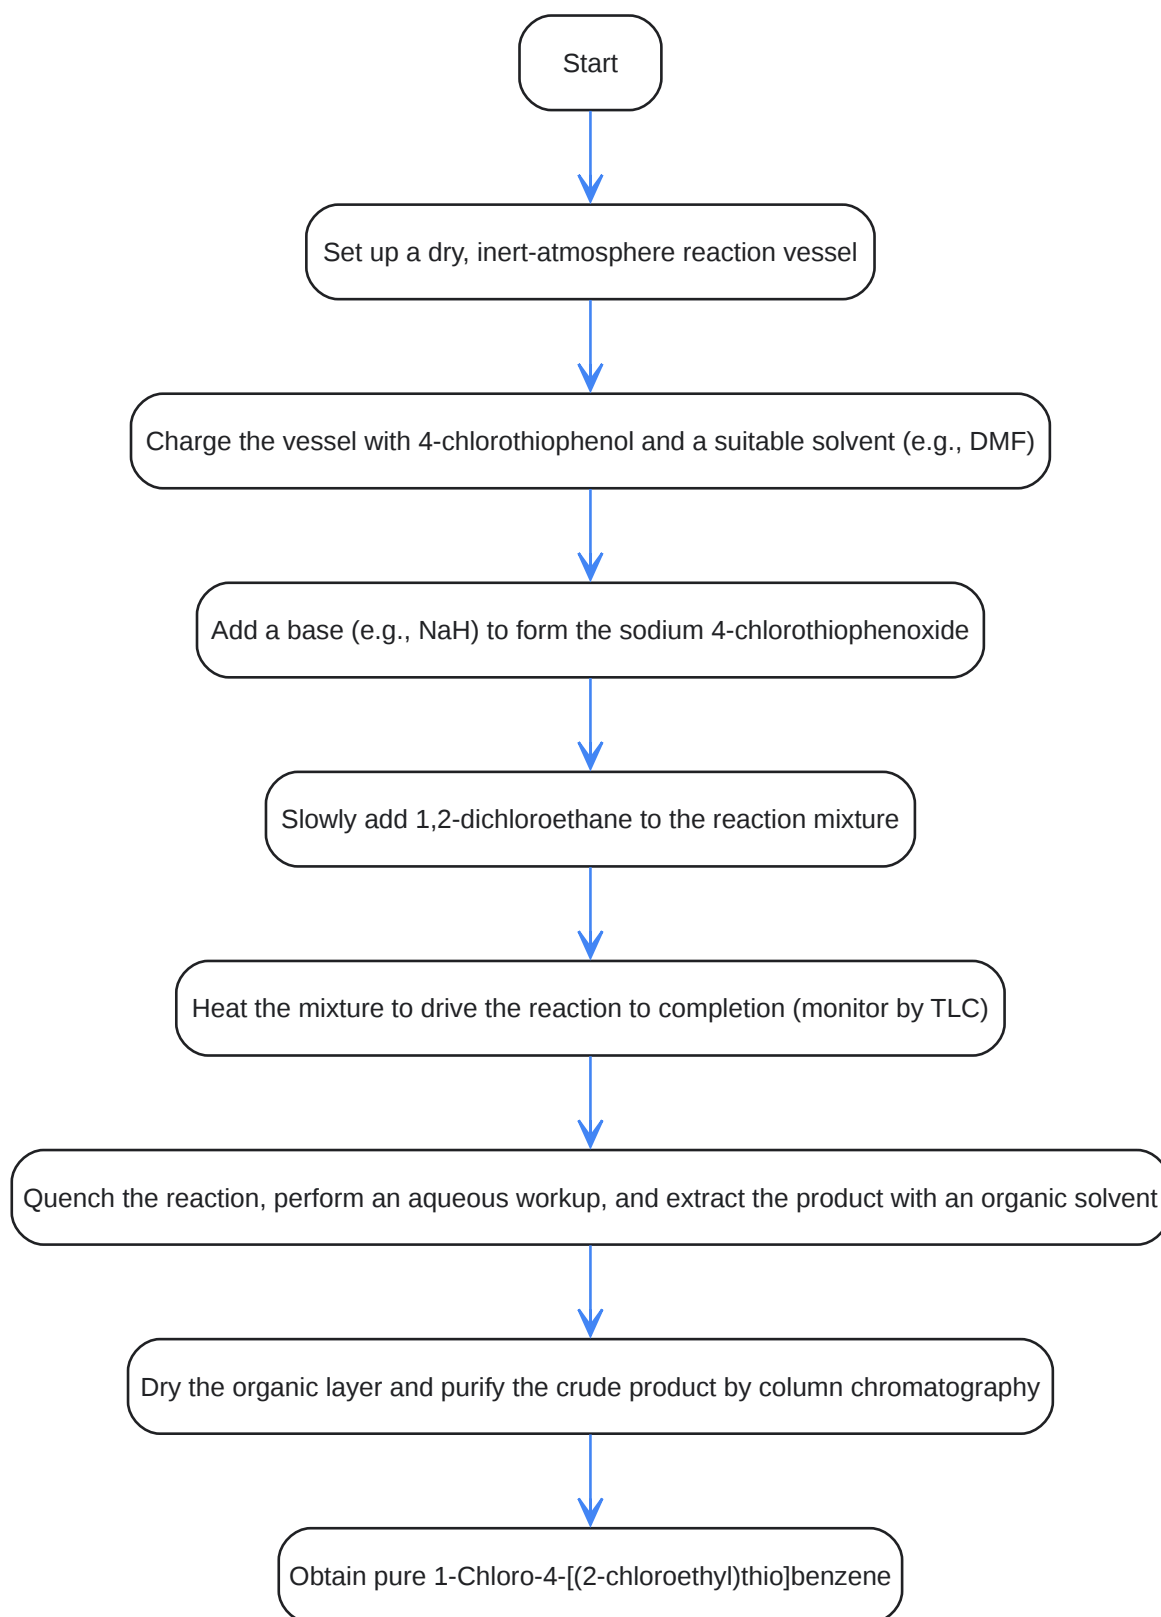 Start
Set up a dry, inert-atmosphere reaction vessel
Charge the vessel with 4-chlorothiophenol and a suitable solvent (e.g., DMF)
Add a base (e.g., NaH) to form the sodium 4-chlorothiophenoxide
Slowly add 1,2-dichloroethane to the reaction mixture
Heat the mixture to drive the reaction to completion (monitor by TLC)
Quench the reaction, perform an aqueous workup, and extract the product with an organic solvent
Dry the organic layer and purify the crude product by column chromatography
Obtain pure 1-Chloro-4-[(2-chloroethyl)thio]benzene